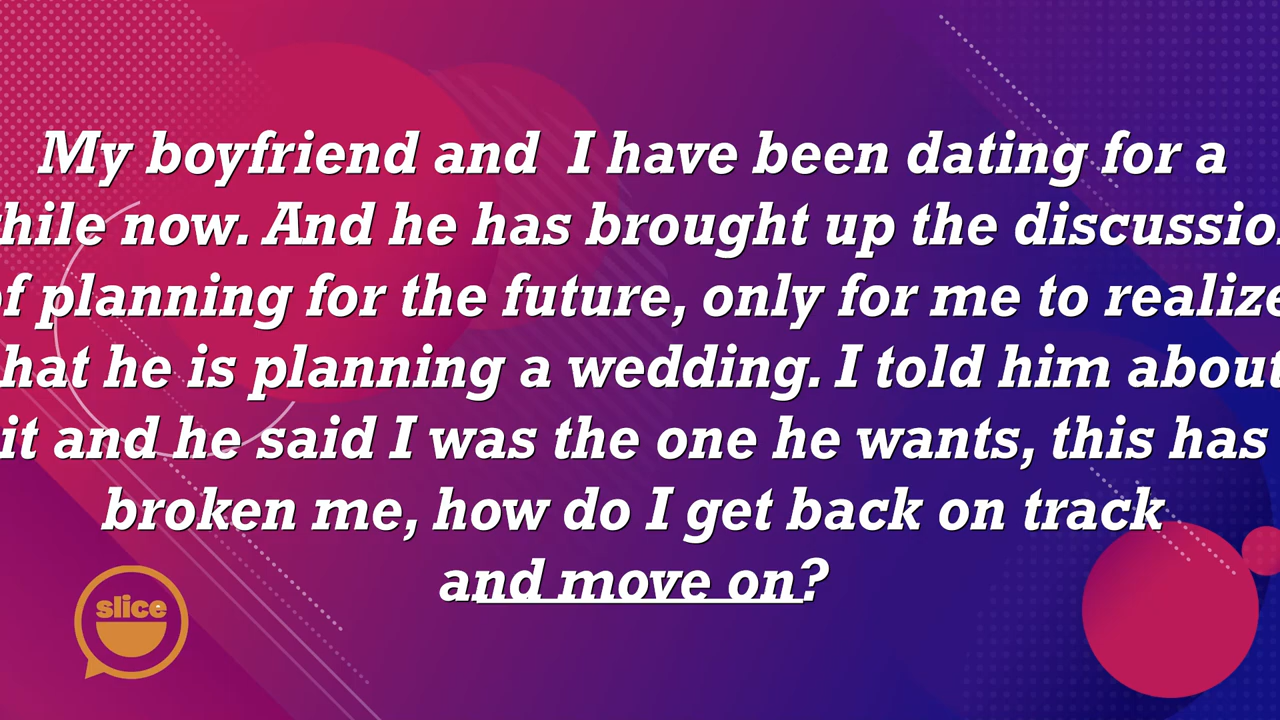 My boyfriend and I have been dating for a
hile now. And he has brought up the discussio
f planning for the future, only for me to realize
hat he is planning a wedding. I told him about
it and he said I was the one he wants, this has
broken me, how do I get back on track
and move on?
slice